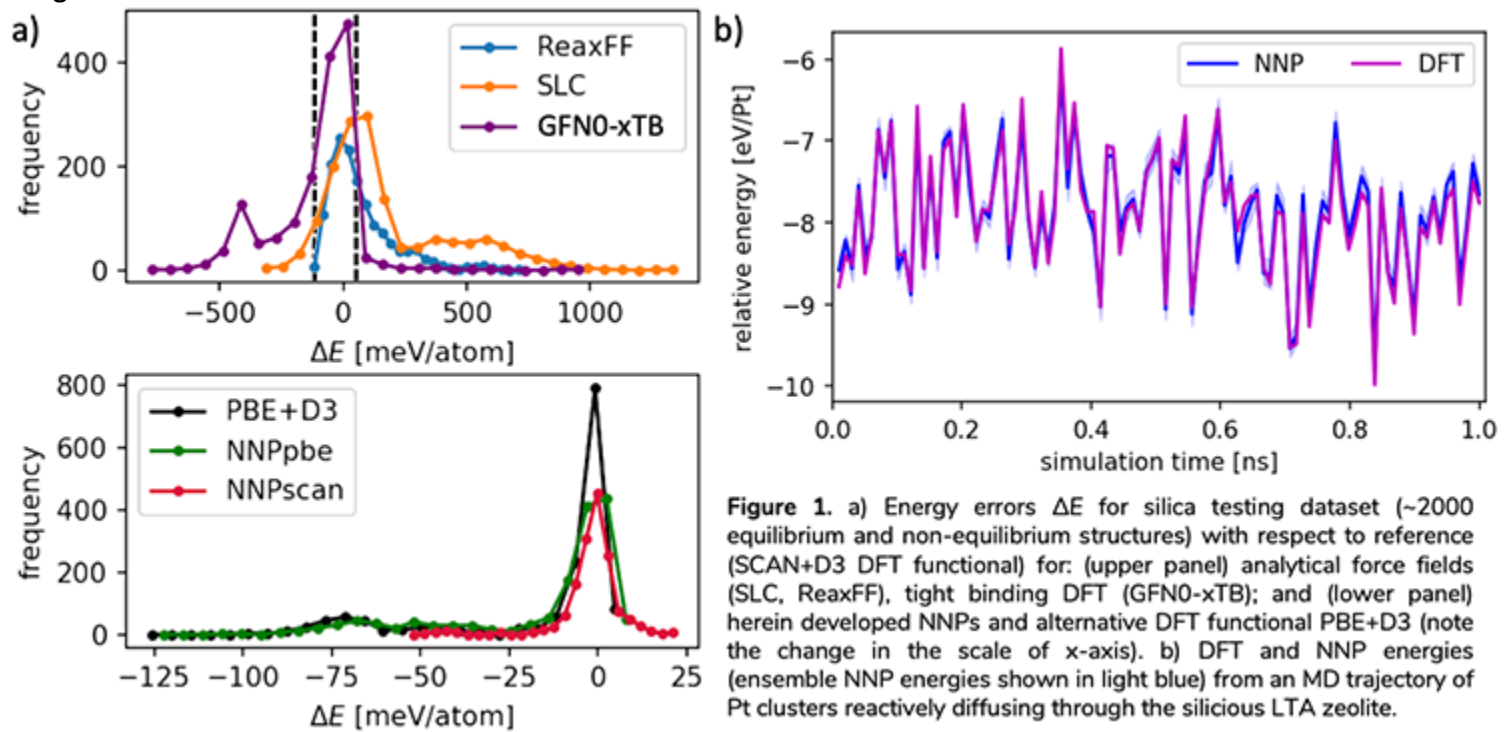 a)
400
200
0
frequency
ReaxFF
SLC
GFN0-xTB
−500 0 500 1000
ΔE [meV/atom]
800
600
400
200
0
frequency
PBE+D3
NNPpbe
NNPscan
−125 −100 −75 −50 −25 0 25
ΔE [meV/atom]
b)
−6
−7
−8
−9
−10
relative energy [eV/Pt]
NNP DFT
0.0 0.2 0.4 0.6 0.8 1.0
simulation time [ns]
Figure 1. a) Energy errors ΔE for silica testing dataset (~2000
equilibrium and non-equilibrium structures) with respect to reference
(SCAN+D3 DFT functional) for: (upper panel) analytical force fields
(SLC, ReaxFF), tight binding DFT (GFN0-xTB); and (lower panel)
herein developed NNPs and alternative DFT functional PBE+D3 (note
the change in the scale of x-axis). b) DFT and NNP energies
(ensemble NNP energies shown in light blue) from an MD trajectory of
Pt clusters reactively diffusing through the silicious LTA zeolite.